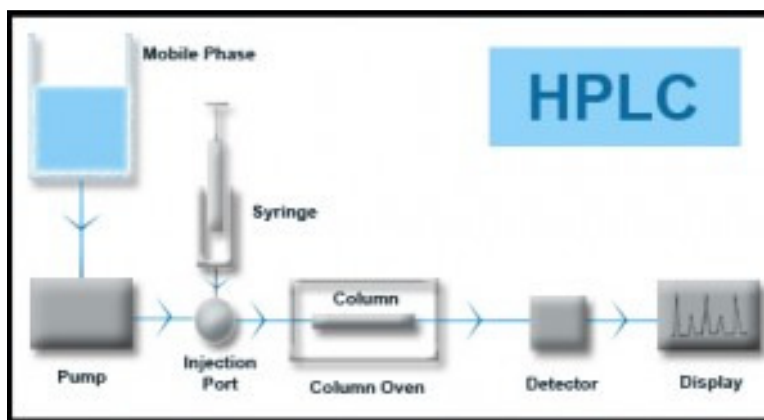 Mobile Phase
HPLC
Syringe
Column
Pump
Injection
Port
Column Oven
Detector
Display